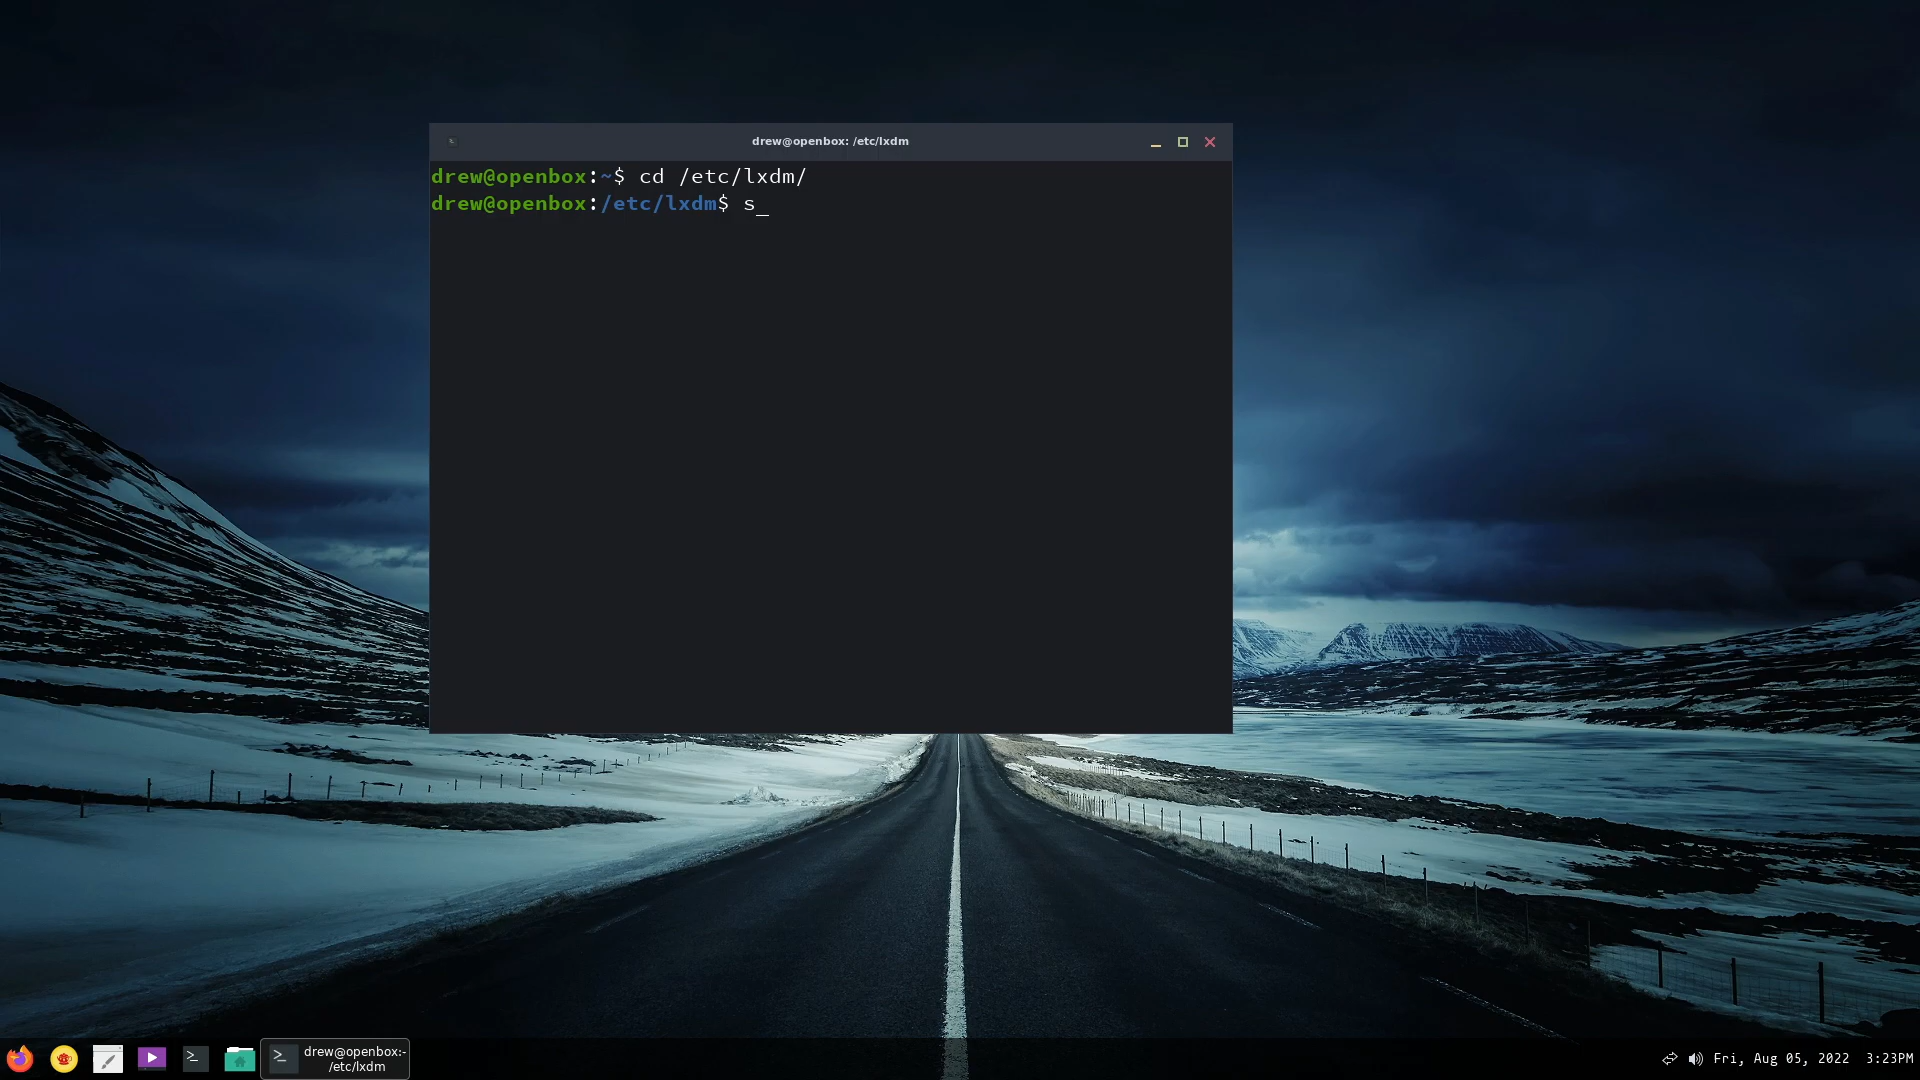 drew@openbox: /etc/lxdm
drew@openbox:~$ cd /etc/lxdm/
drew@openbox:/etc/lxdm$ s_
drew@openbox:-
/etc/lxdm
Fri, Aug 05, 2022 3:23PM